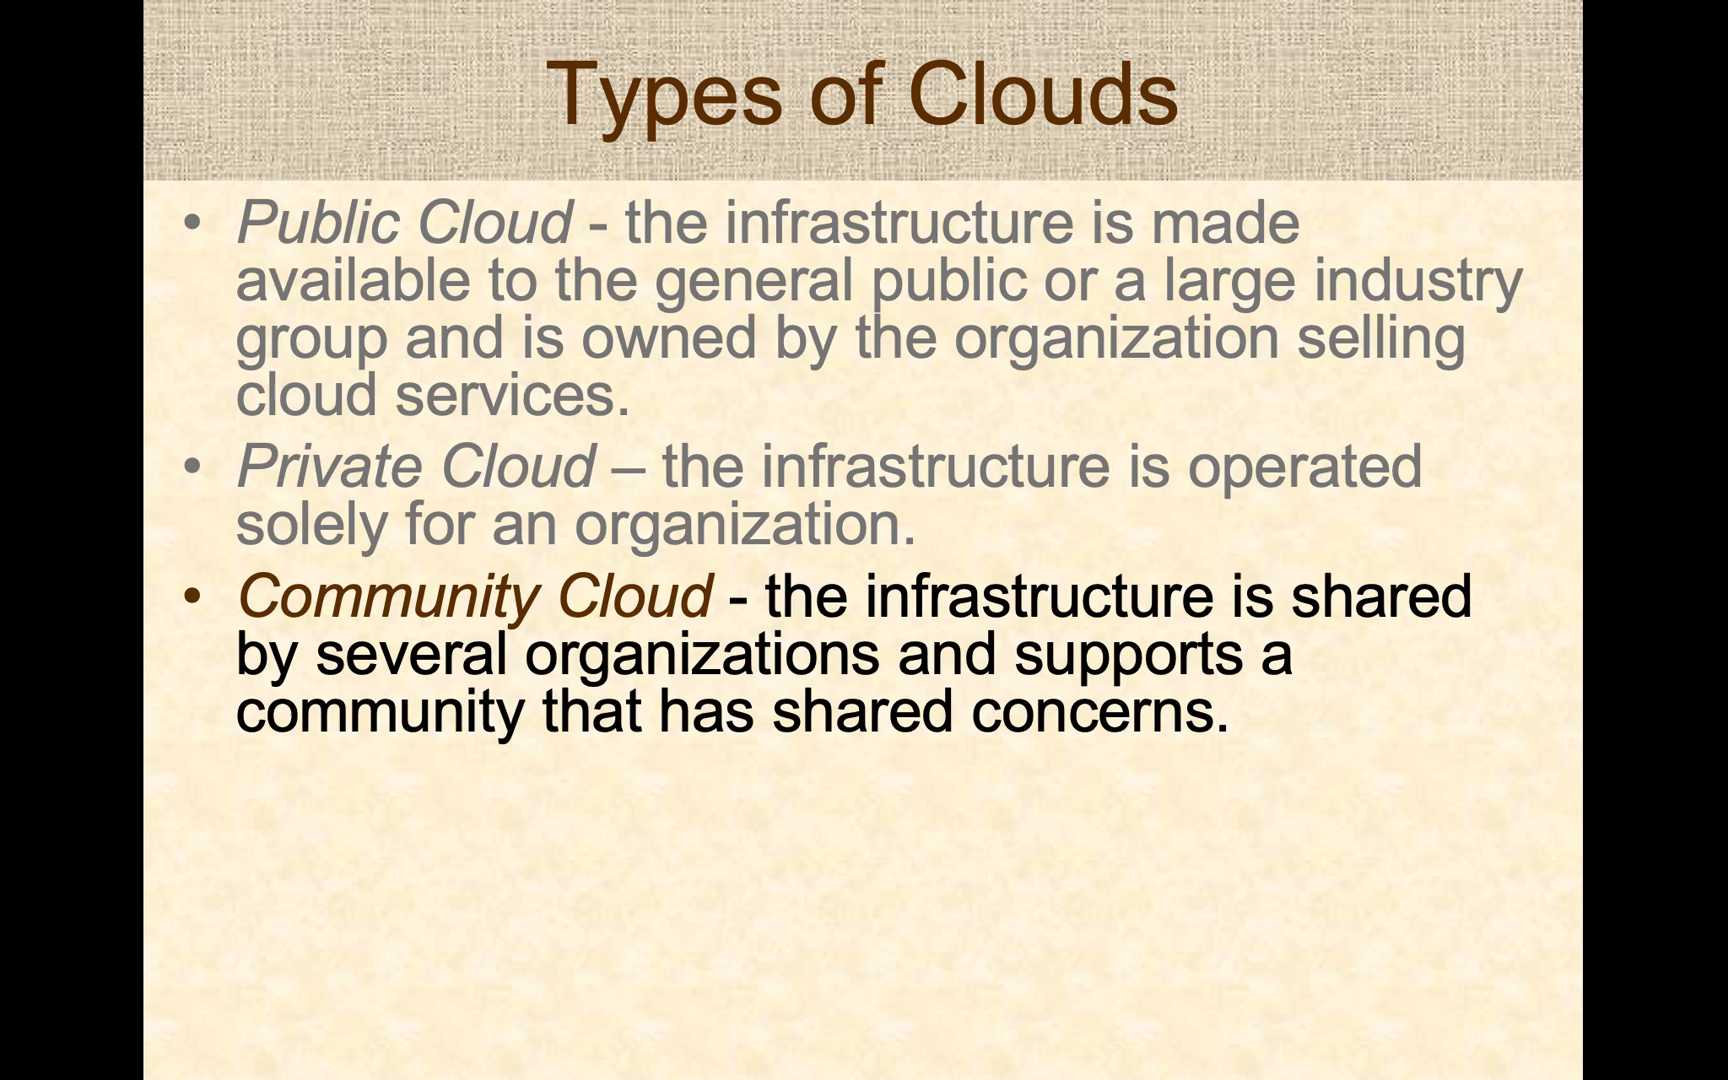 Types of Clouds
• Public Cloud - the infrastructure is made
available to the general public or a large industry
group and is owned by the organization selling
cloud services.
• Private Cloud – the infrastructure is operated
solely for an organization.
• Community Cloud - the infrastructure is shared
by several organizations and supports a
community that has shared concerns.